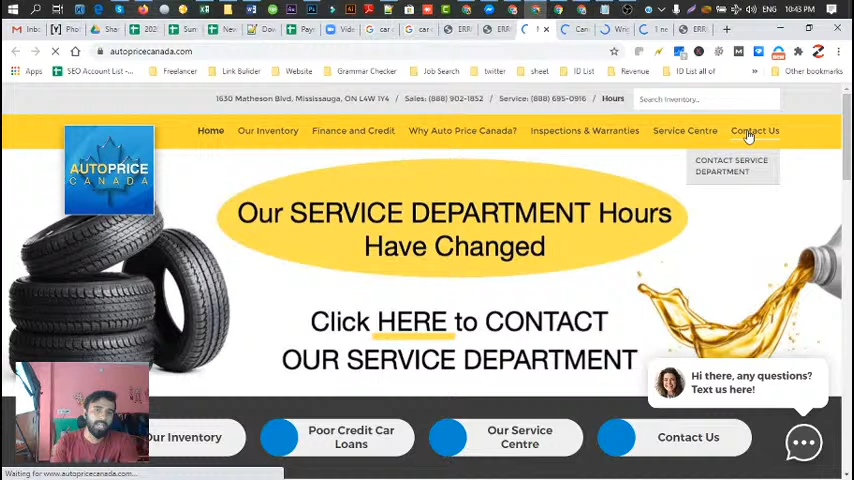 ENG 10:43 PM
autopricecanada.com
Apps SEO Account List -... Freelancer Link Builder Website Grammar Checker Job Search twitter sheet ID List Revenue ID List all of Other bookmarks
1630 Matheson Blvd, Mississauga, ON L4W 1Y4 / Sales: (888) 902-1852 / Service: (888) 695-0916 / Hours Search Inventory...
Home Our Inventory Finance and Credit Why Auto Price Canada? Inspections & Warranties Service Centre Contact Us
CONTACT SERVICE
DEPARTMENT
AUTOPRICE
CANADA
Our SERVICE DEPARTMENT Hours
Have Changed
Click HERE to CONTACT
OUR SERVICE DEPARTMENT
Hi there, any questions?
Text us here!
Our Inventory
Poor Credit Car
Loans
Our Service
Centre
Contact Us
Waiting for www.autopricecanada.com...